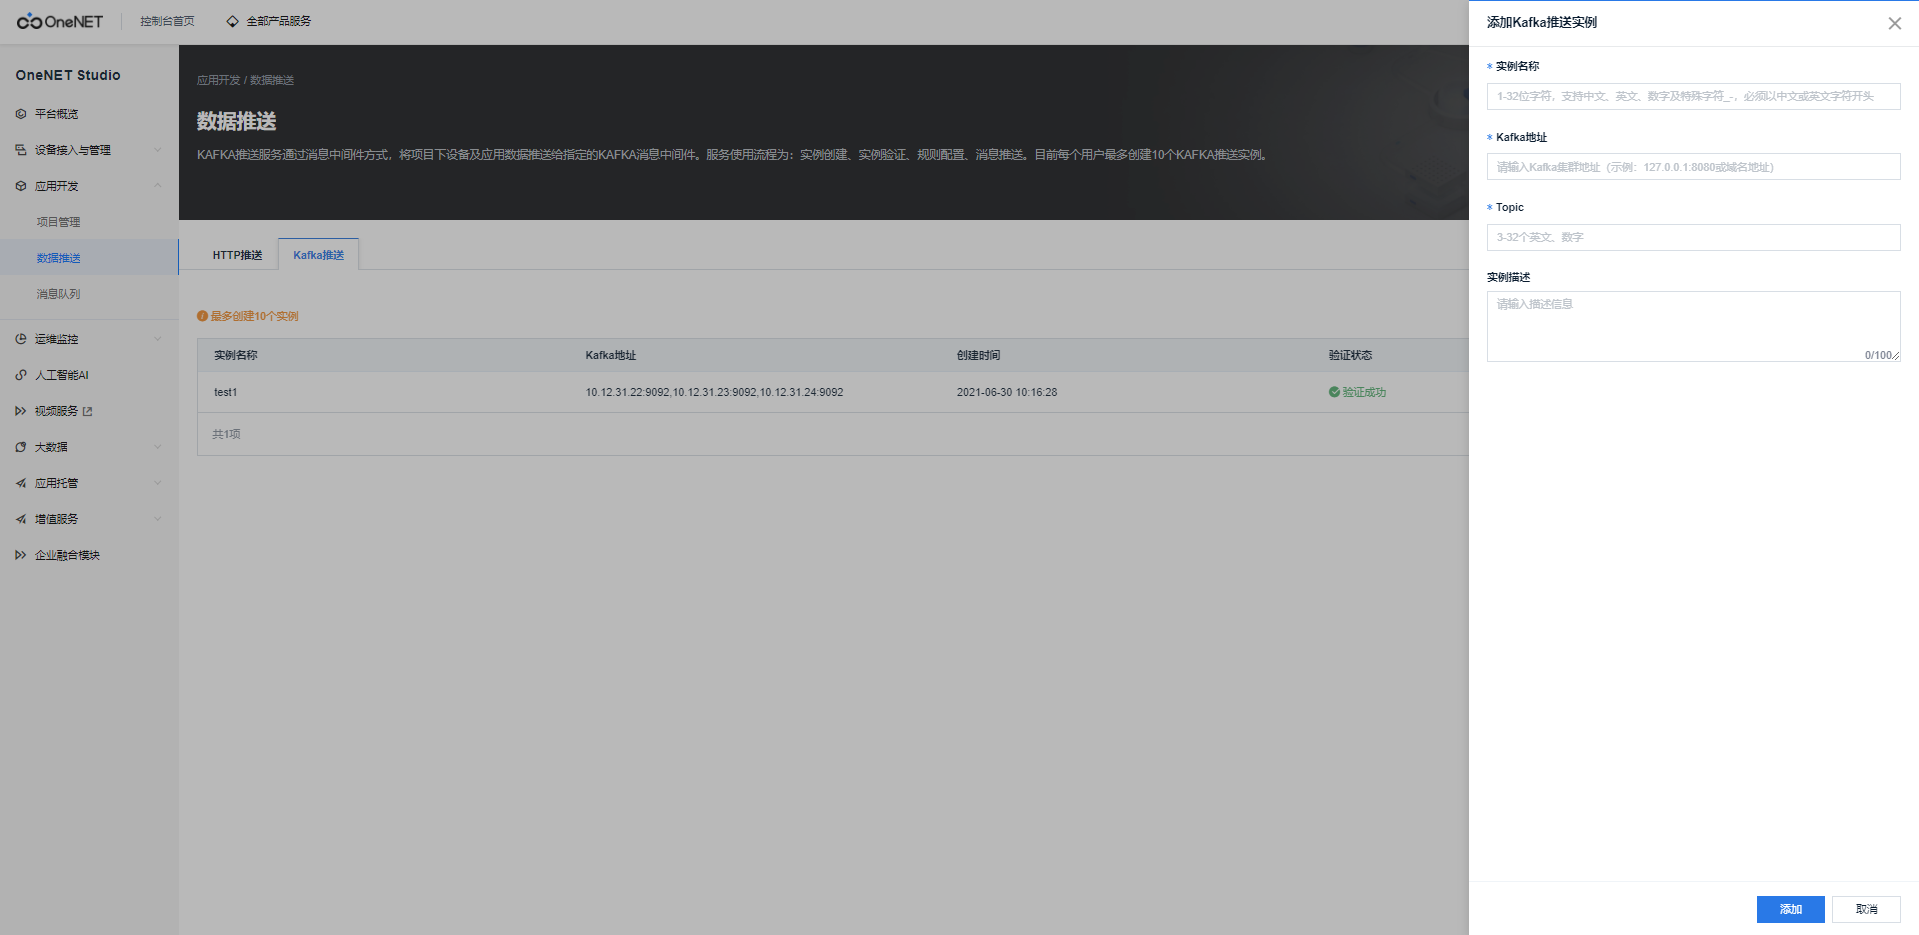 OneNET
控制台首页
全部产品服务
OneNET Studio
平台概览
设备接入与管理
应用开发
项目管理
数据推送
消息队列
运维监控
人工智能AI
视频服务
大数据
应用托管
增值服务
企业融合模块
应用开发 / 数据推送
数据推送
KAFKA推送服务通过消息中间件方式，将项目下设备及应用数据推送给指定的KAFKA消息中间件。服务使用流程为：实例创建、实例验证、规则配置、消息推送。目前每个用户最多创建10个KAFKA推送实例。
HTTP推送
Kafka推送
最多创建10个实例
实例名称 Kafka地址 创建时间 验证状态
test1 10.12.31.22:9092,10.12.31.23:9092,10.12.31.24:9092 2021-06-30 10:16:28 验证成功
共1项
添加Kafka推送实例
* 实例名称
1-32位字符，支持中文、英文、数字及特殊字符_-，必须以中文或英文字符开头
* Kafka地址
请输入Kafka集群地址（示例：127.0.0.1:8080或域名地址）
* Topic
3-32个英文、数字
实例描述
请输入描述信息
0/100
添加
取消